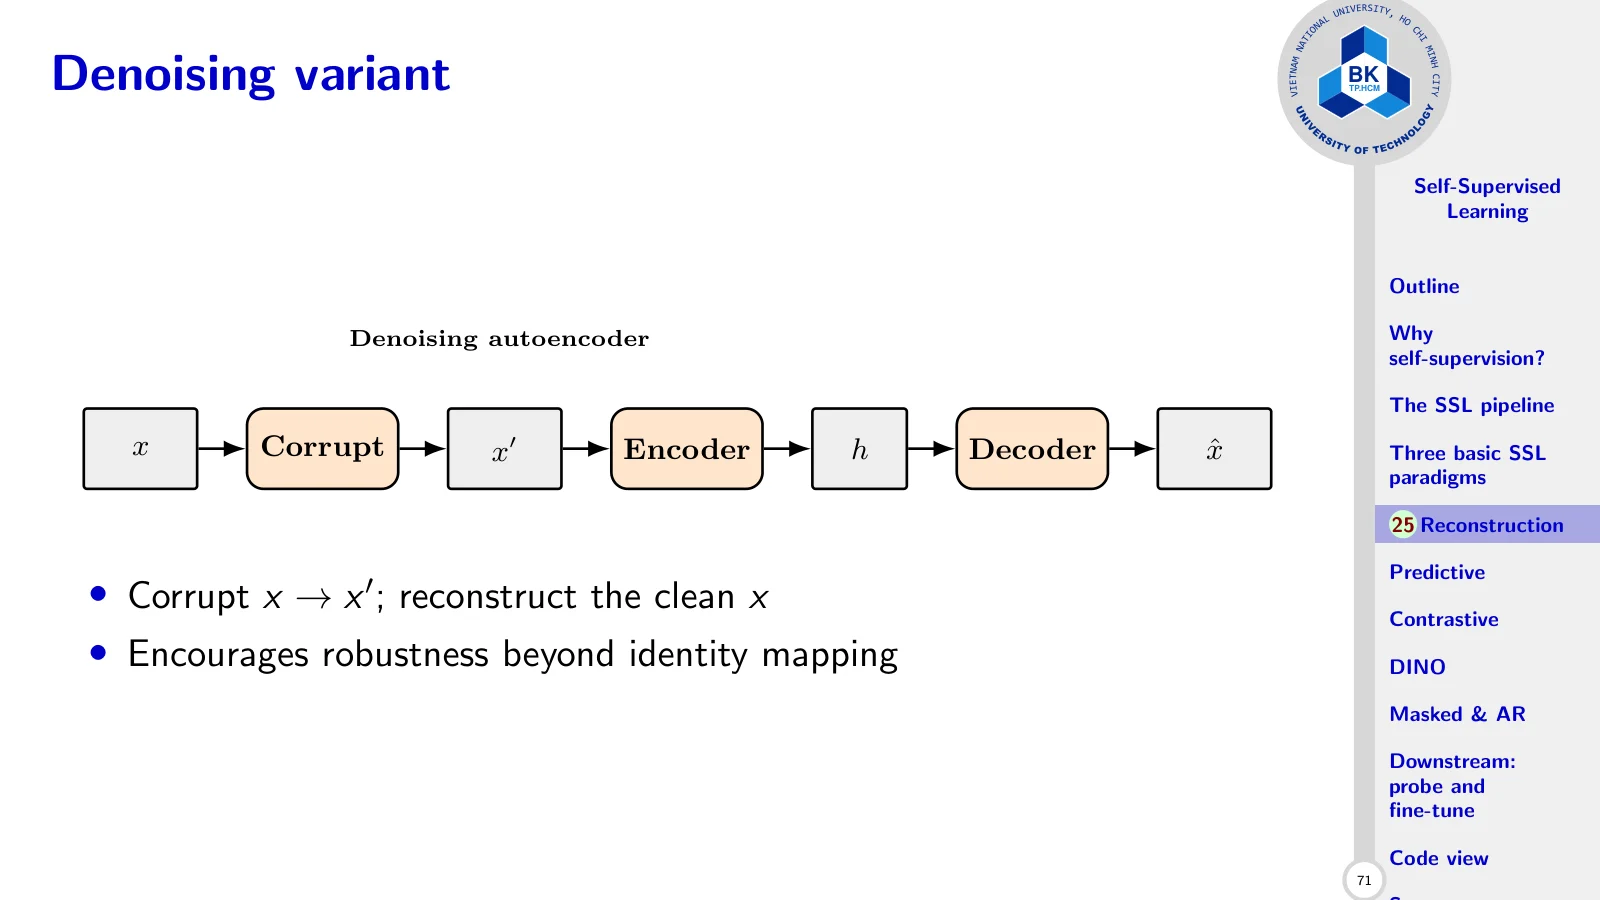 Denoising variant
Denoising autoencoder
x Corrupt x′ Encoder h Decoder x̂
• Corrupt x → x′; reconstruct the clean x
• Encourages robustness beyond identity mapping
VIETNAM NATIONAL UNIVERSITY, HO CHI MINH CITY
BK
TP.HCM
UNIVERSITY OF TECHNOLOGY
Self-Supervised
Learning
Outline
Why
self-supervision?
The SSL pipeline
Three basic SSL
paradigms
25 Reconstruction
Predictive
Contrastive
DINO
Masked & AR
Downstream:
probe and
fine-tune
Code view
71